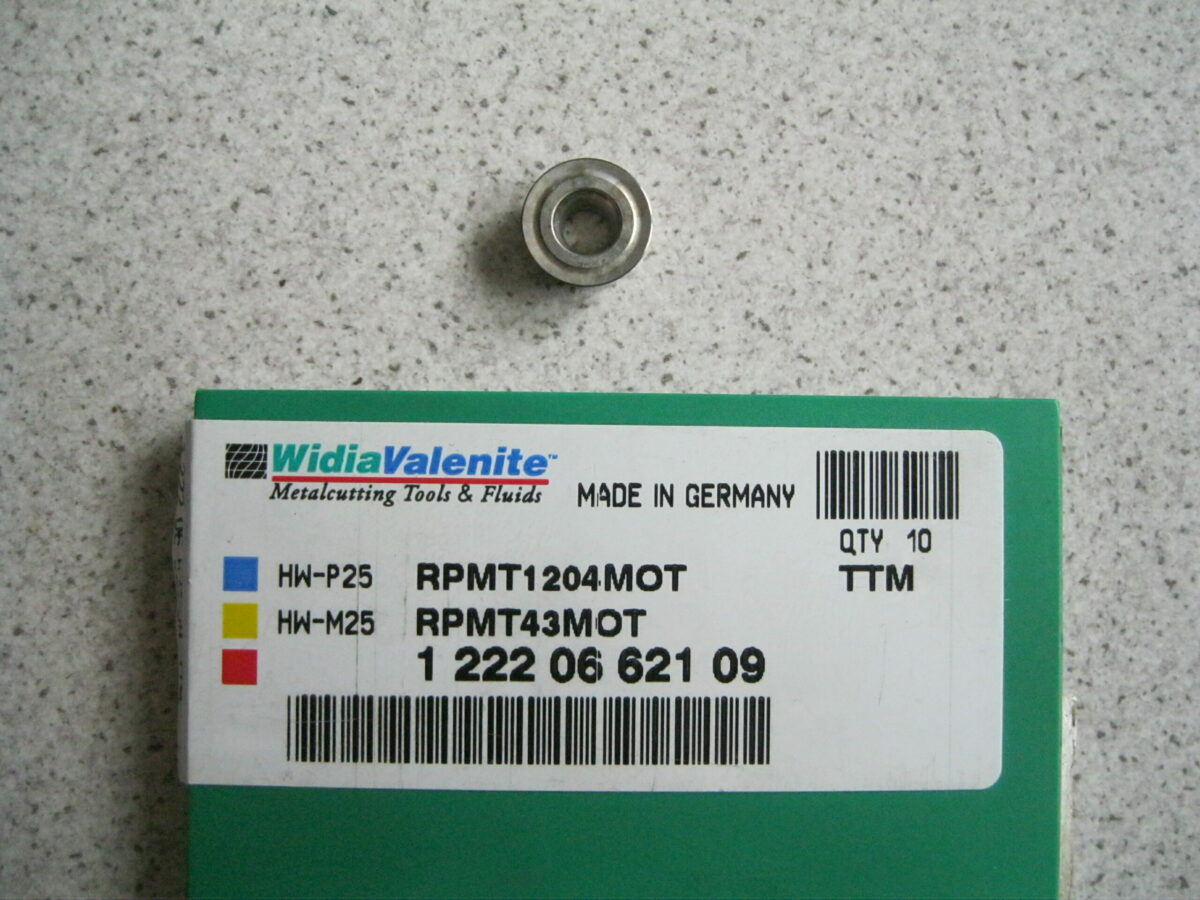 WidiaValenite™
Metalcutting Tools & Fluids
MADE IN GERMANY
QTY 10
HW-P25 RPMT1204MOT TTM
HW-M25 RPMT43MOT
1 222 06 621 09